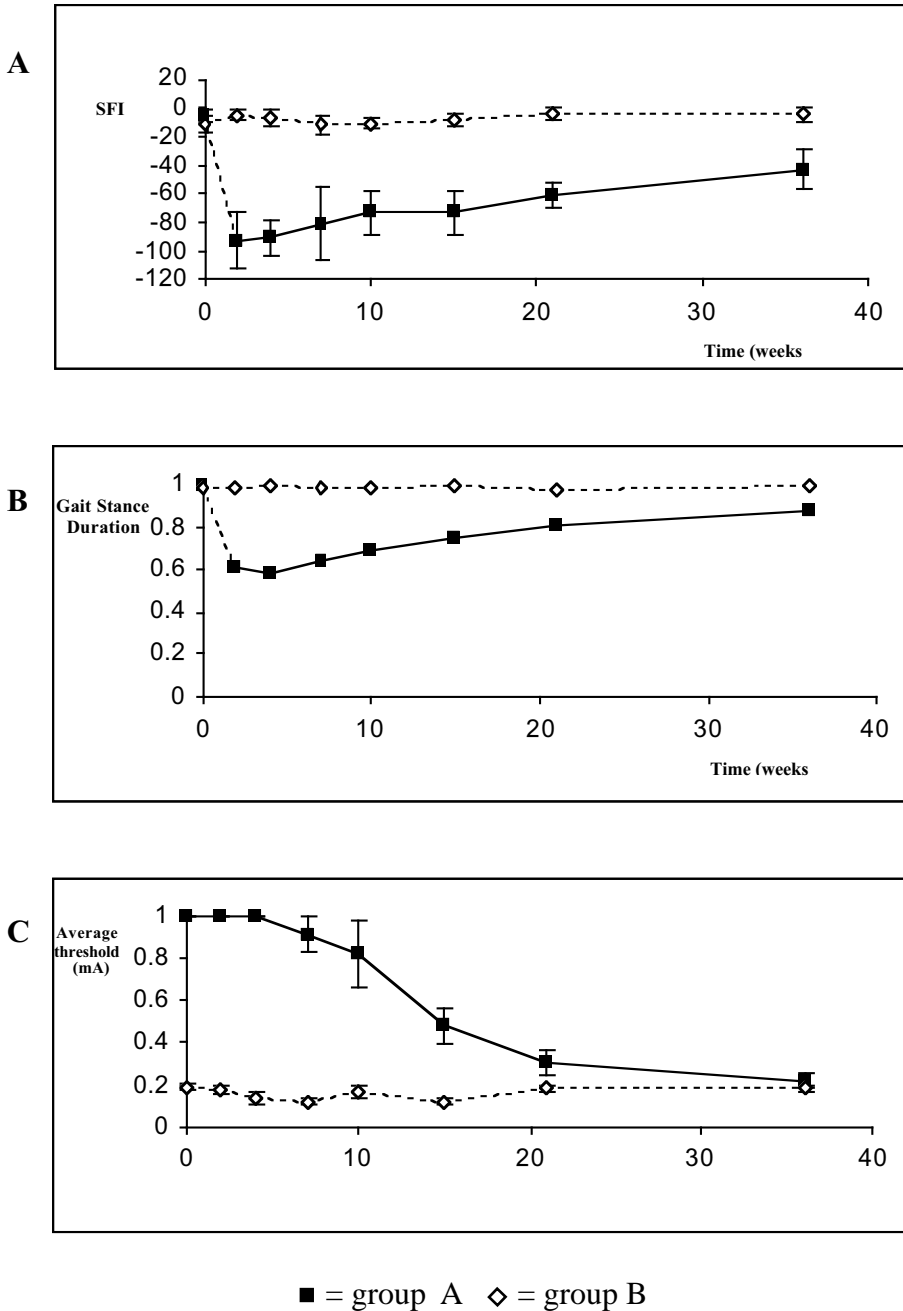 A
SFI
20
0
-20
-40
-60
-80
-100
-120
0 10 20 30 40
Time (weeks
B
Gait Stance
Duration
1
0.8
0.6
0.4
0.2
0
0 10 20 30 40
Time (weeks
C
Average
threshold
(mA)
1
0.8
0.6
0.4
0.2
0
0 10 20 30 40
= group A = group B